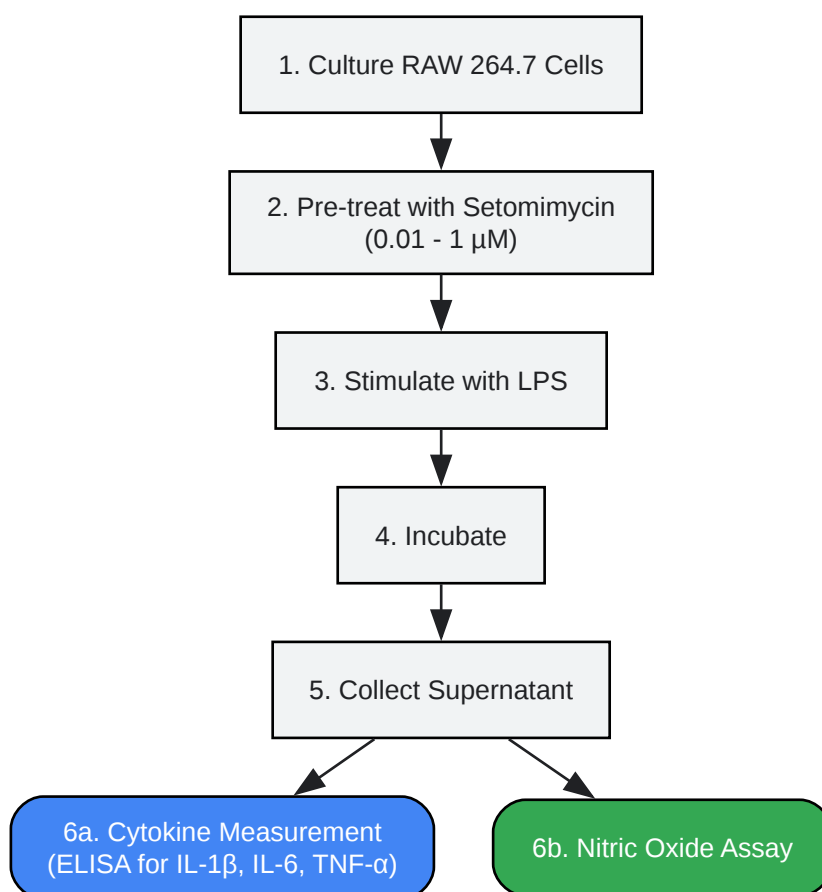 1. Culture RAW 264.7 Cells
2. Pre-treat with Setomimycin
(0.01 - 1 µM)
3. Stimulate with LPS
4. Incubate
5. Collect Supernatant
6a. Cytokine Measurement
(ELISA for IL-1β, IL-6, TNF-α)
6b. Nitric Oxide Assay